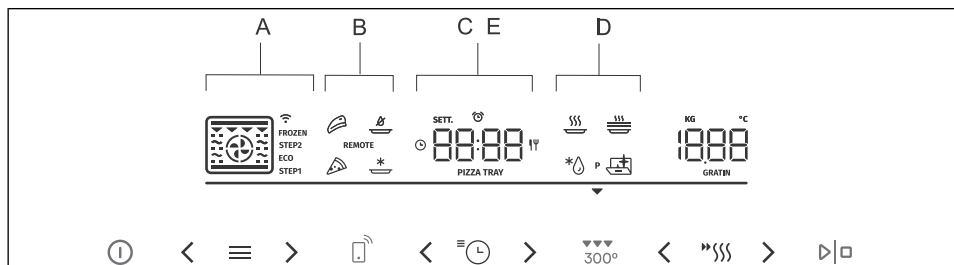 A B C E D
SETT. KG °C
FROZEN
STEP2 REMOTE 88:88 1888
ECO
STEP1 PIZZA TRAY P GRATIN
300°